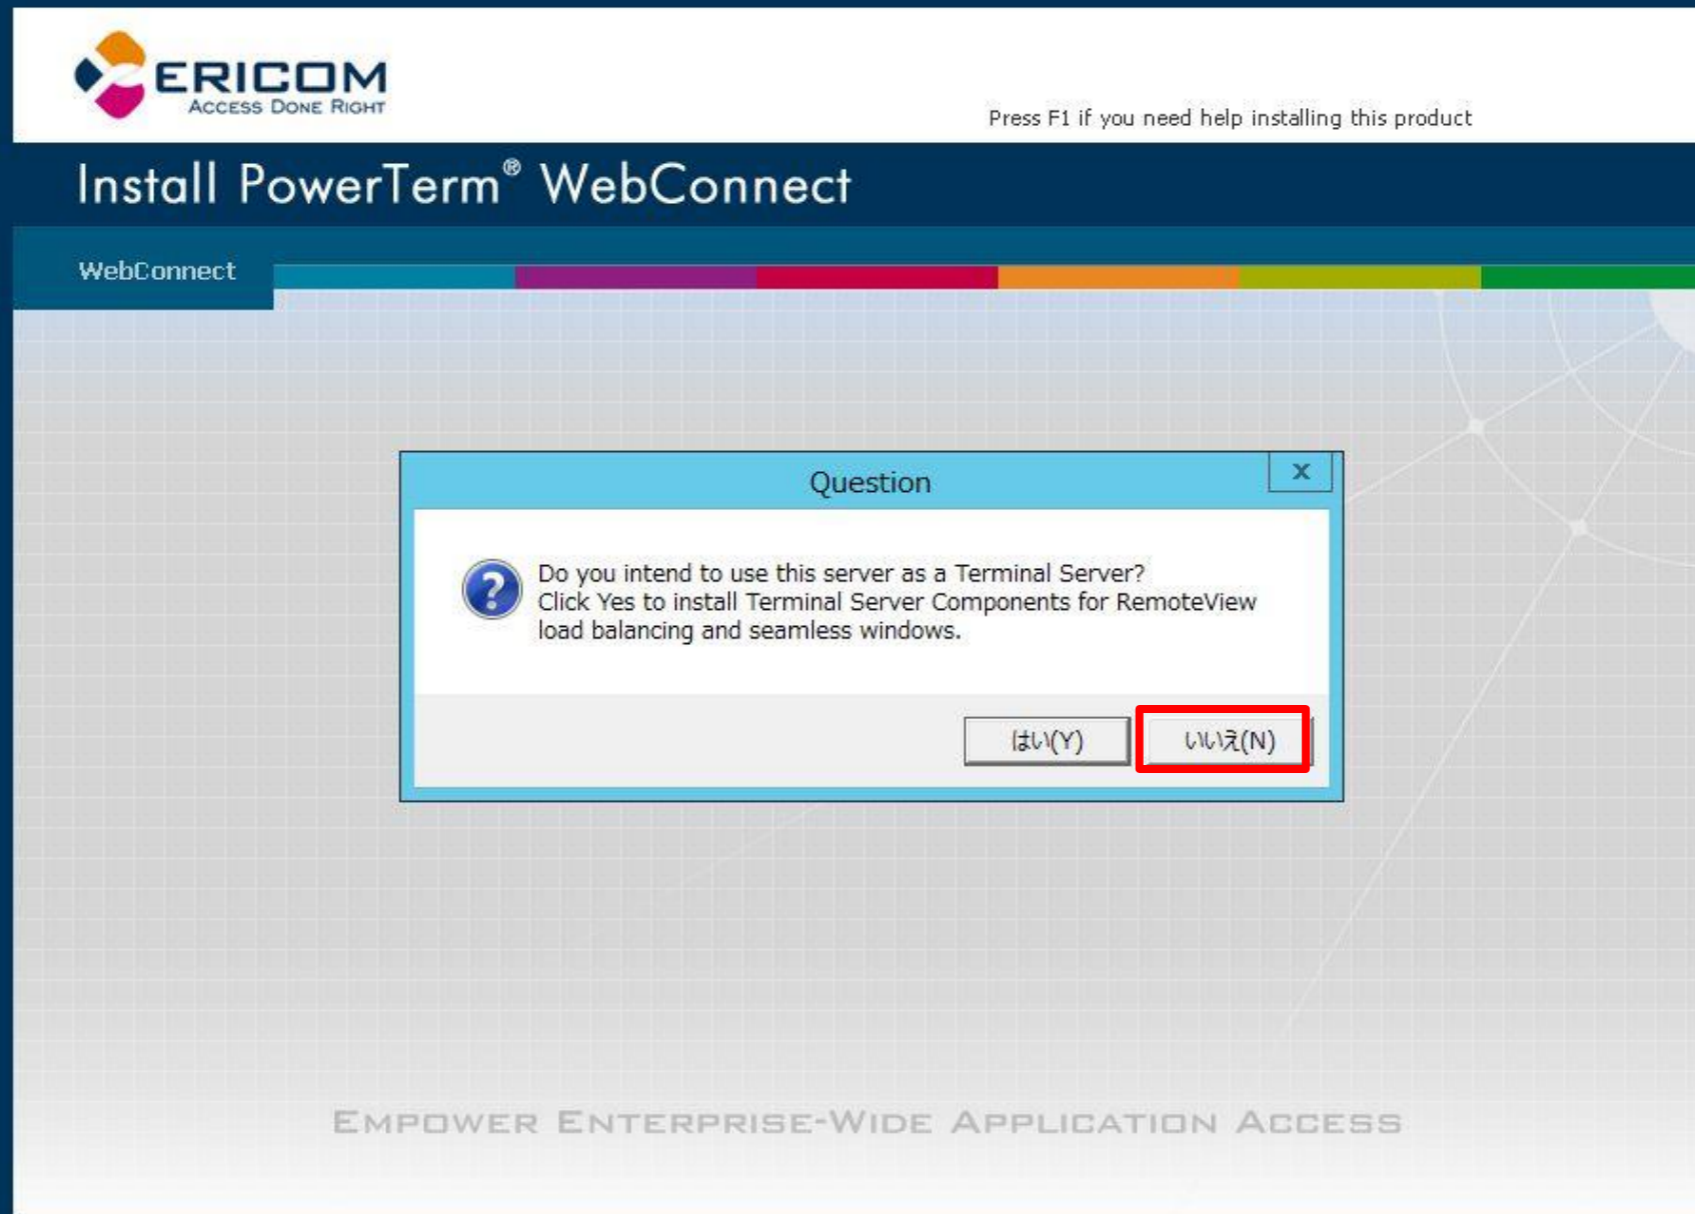 ERICOM
ACCESS DONE RIGHT
Press F1 if you need help installing this product
Install PowerTerm® WebConnect
WebConnect
Question
x
?
Do you intend to use this server as a Terminal Server?
Click Yes to install Terminal Server Components for RemoteView
load balancing and seamless windows.
はい(Y)
いいえ(N)
EMPOWER ENTERPRISE-WIDE APPLICATION ACCESS